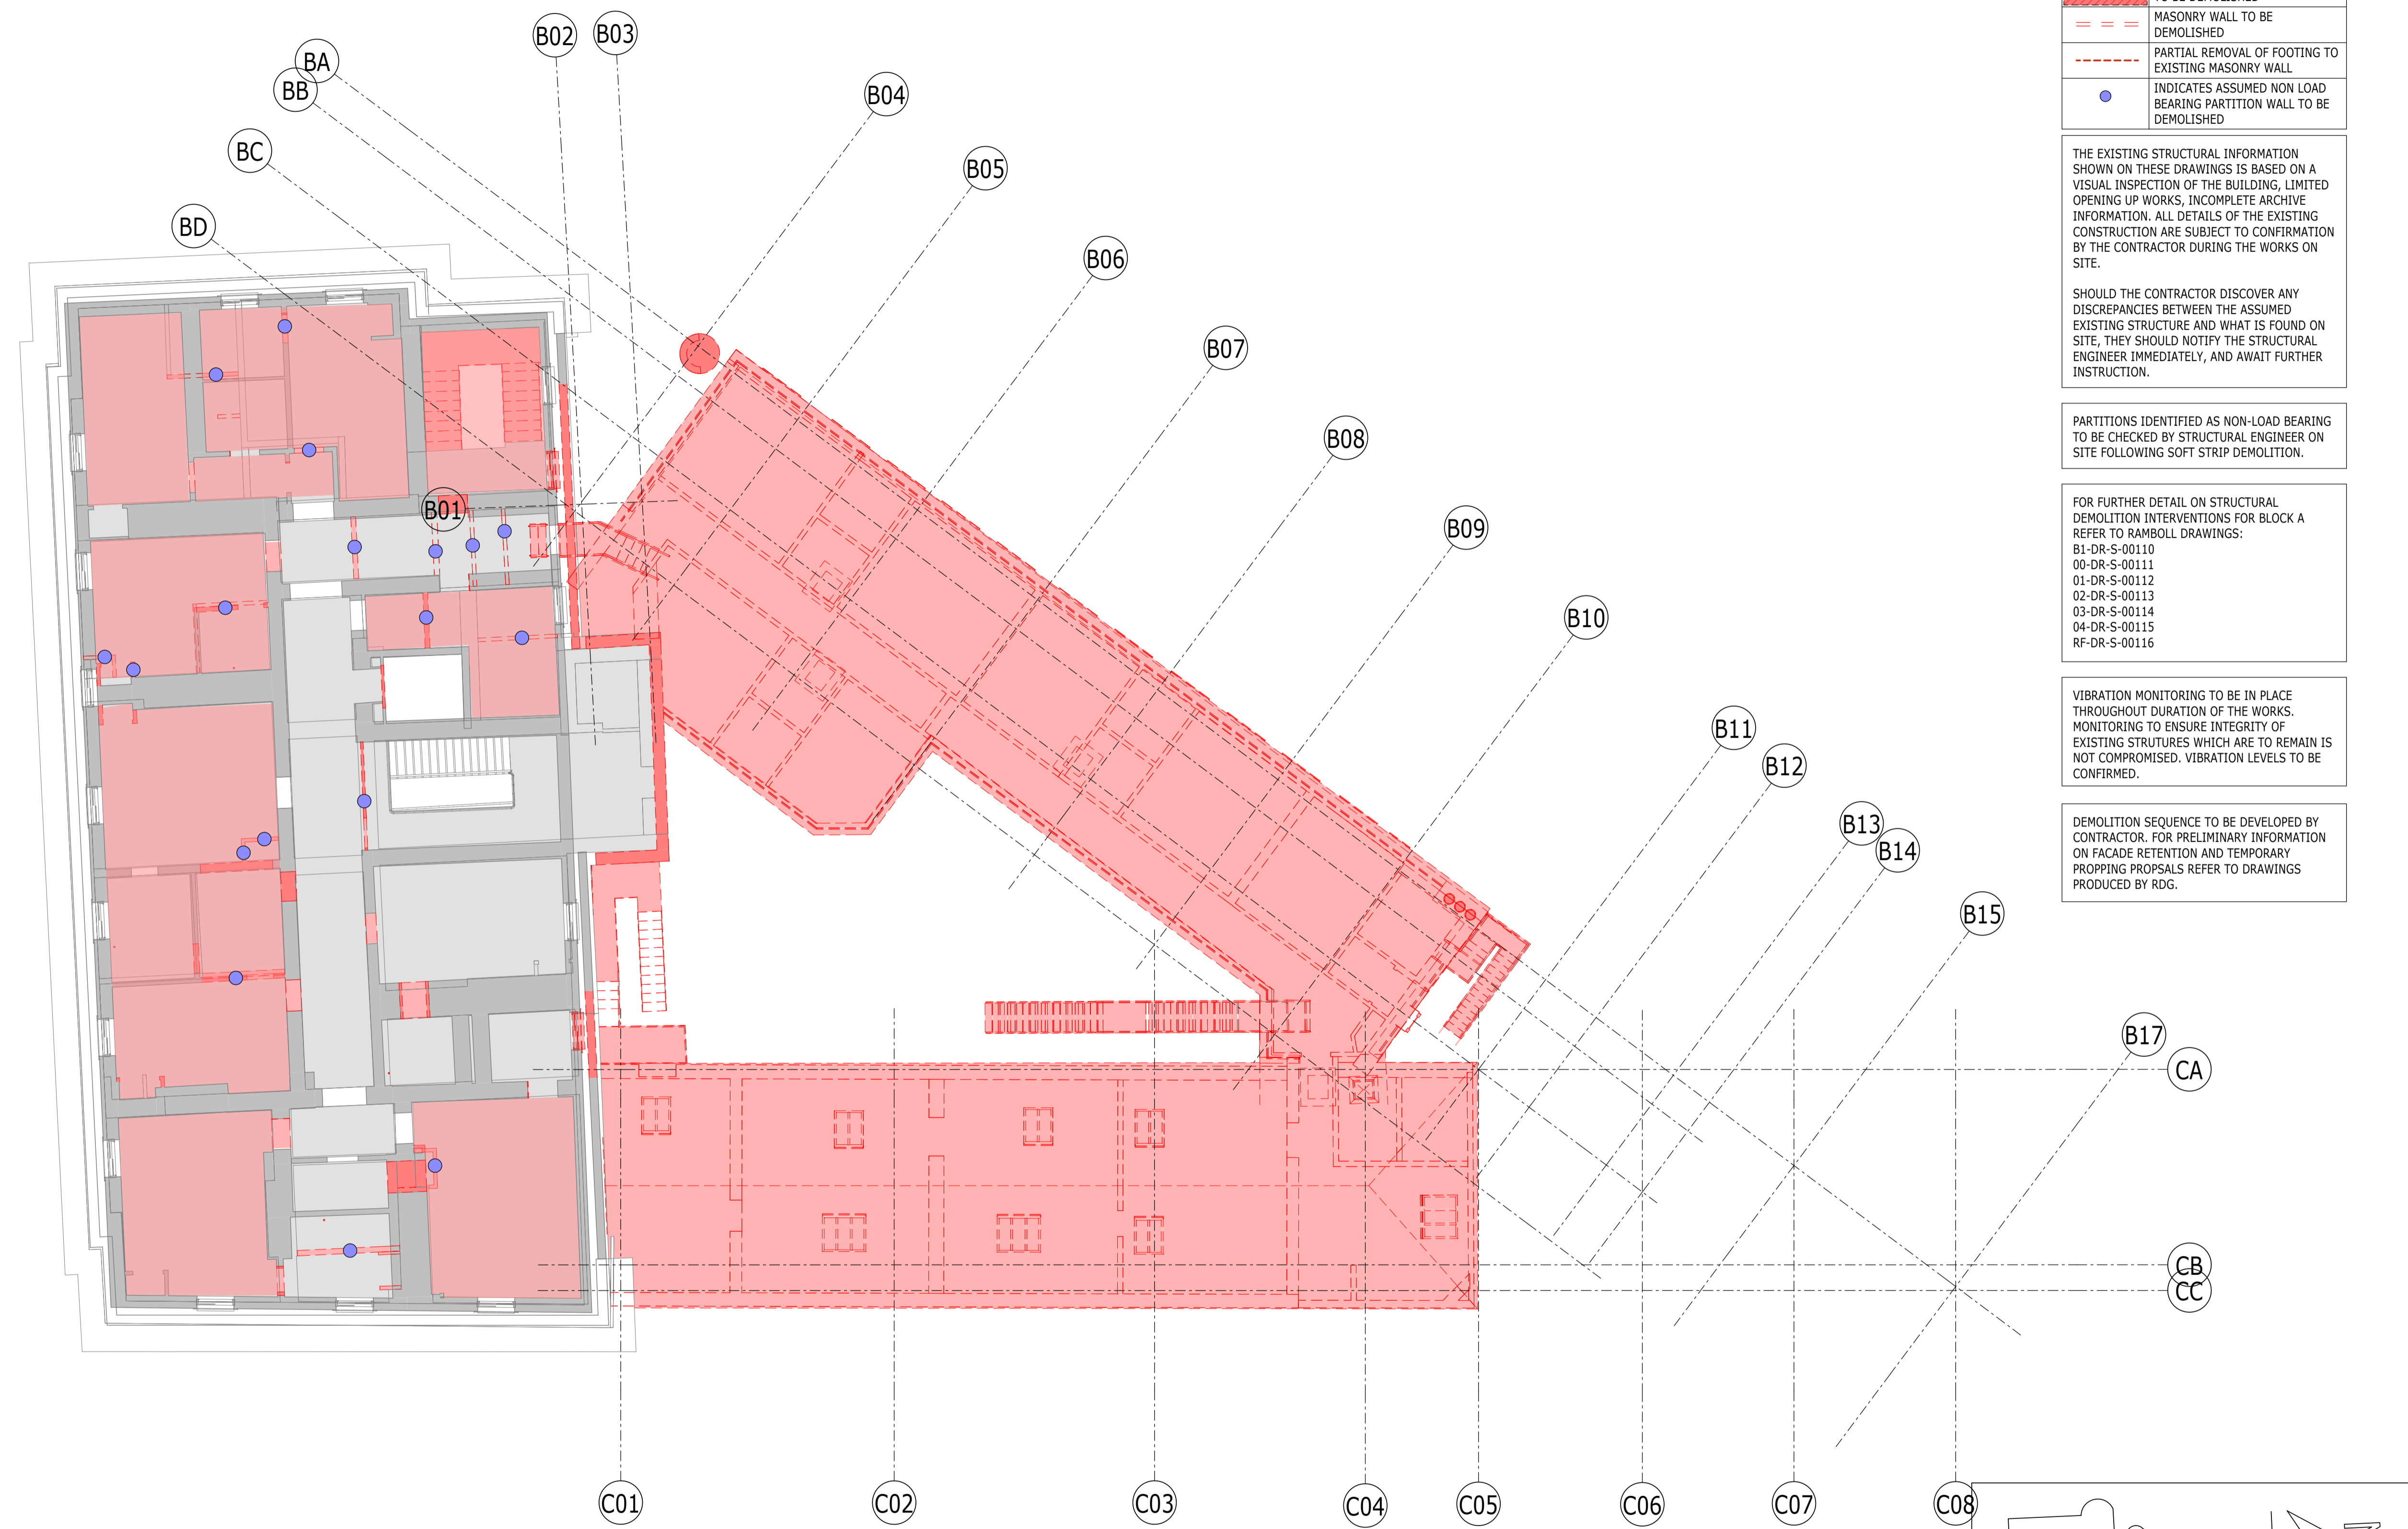 TO BE DEMOLISHED
MASONRY WALL TO BE
DEMOLISHED
PARTIAL REMOVAL OF FOOTING TO
EXISTING MASONRY WALL
INDICATES ASSUMED NON LOAD
BEARING PARTITION WALL TO BE
DEMOLISHED
THE EXISTING STRUCTURAL INFORMATION
SHOWN ON THESE DRAWINGS IS BASED ON A
VISUAL INSPECTION OF THE BUILDING, LIMITED
OPENING UP WORKS, INCOMPLETE ARCHIVE
INFORMATION. ALL DETAILS OF THE EXISTING
CONSTRUCTION ARE SUBJECT TO CONFIRMATION
BY THE CONTRACTOR DURING THE WORKS ON
SITE.
SHOULD THE CONTRACTOR DISCOVER ANY
DISCREPANCIES BETWEEN THE ASSUMED
EXISTING STRUCTURE AND WHAT IS FOUND ON
SITE, THEY SHOULD NOTIFY THE STRUCTURAL
ENGINEER IMMEDIATELY, AND AWAIT FURTHER
INSTRUCTION.
PARTITIONS IDENTIFIED AS NON-LOAD BEARING
TO BE CHECKED BY STRUCTURAL ENGINEER ON
SITE FOLLOWING SOFT STRIP DEMOLITION.
FOR FURTHER DETAIL ON STRUCTURAL
DEMOLITION INTERVENTIONS FOR BLOCK A
REFER TO RAMBOLL DRAWINGS:
B1-DR-S-00110
00-DR-S-00111
01-DR-S-00112
02-DR-S-00113
03-DR-S-00114
04-DR-S-00115
RF-DR-S-00116
VIBRATION MONITORING TO BE IN PLACE
THROUGHOUT DURATION OF THE WORKS.
MONITORING TO ENSURE INTEGRITY OF
EXISTING STRUTURES WHICH ARE TO REMAIN IS
NOT COMPROMISED. VIBRATION LEVELS TO BE
CONFIRMED.
DEMOLITION SEQUENCE TO BE DEVELOPED BY
CONTRACTOR. FOR PRELIMINARY INFORMATION
ON FACADE RETENTION AND TEMPORARY
PROPPING PROPSALS REFER TO DRAWINGS
PRODUCED BY RDG.
B02
B03
BA
BB
B04
BC
B05
BD
B06
B07
B08
B01
B09
B10
B11
B12
B13
B14
B15
B17
CA
CB
CC
C01
C02
C03
C04
C05
C06
C07
C08